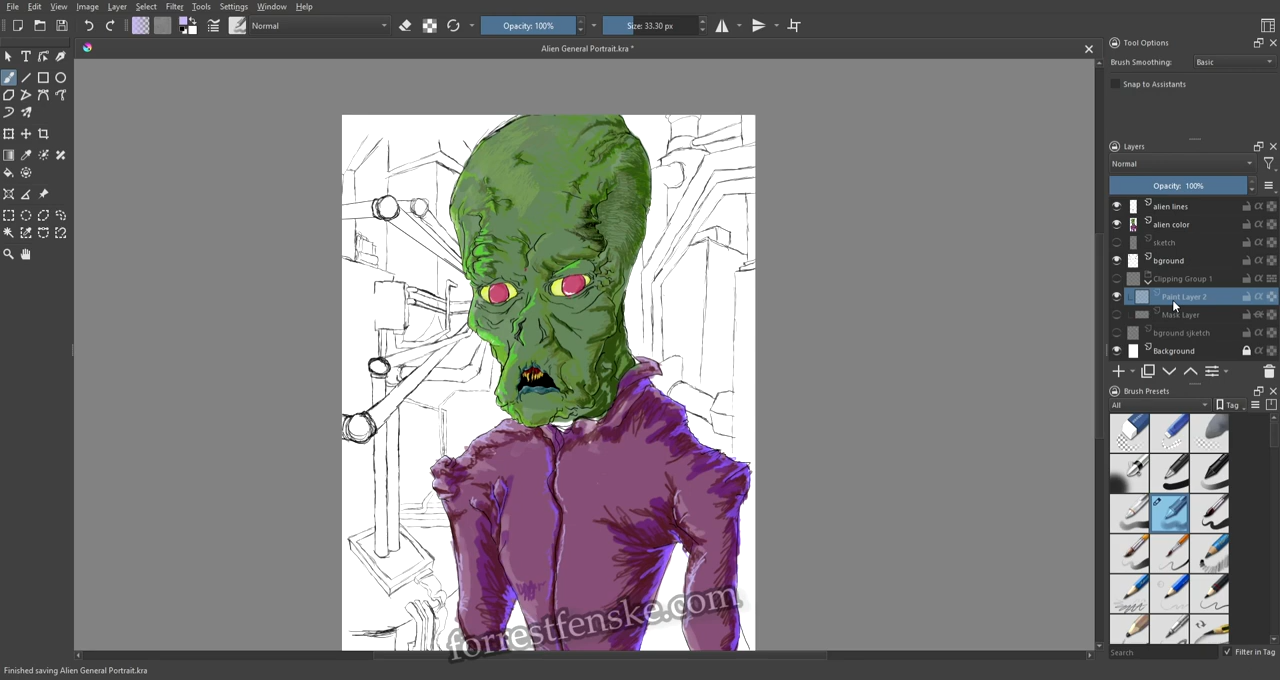 File Edit View Image Layer Select Filter Tools Settings Window Help
Normal
Opacity: 100%
Size: 33.30 px
Alien General Portrait.kra *
Tool Options
Brush Smoothing: Basic
Snap to Assistants
Layers
Normal
Opacity: 100%
alien lines
alien color
sketch
bground
Clipping Group 1
Paint Layer 2
Mask Layer
bground sjketch
Background
Brush Presets
All Tag
forrestfenske.com
Search Filter in Tag
Finished saving Alien General Portrait.kra